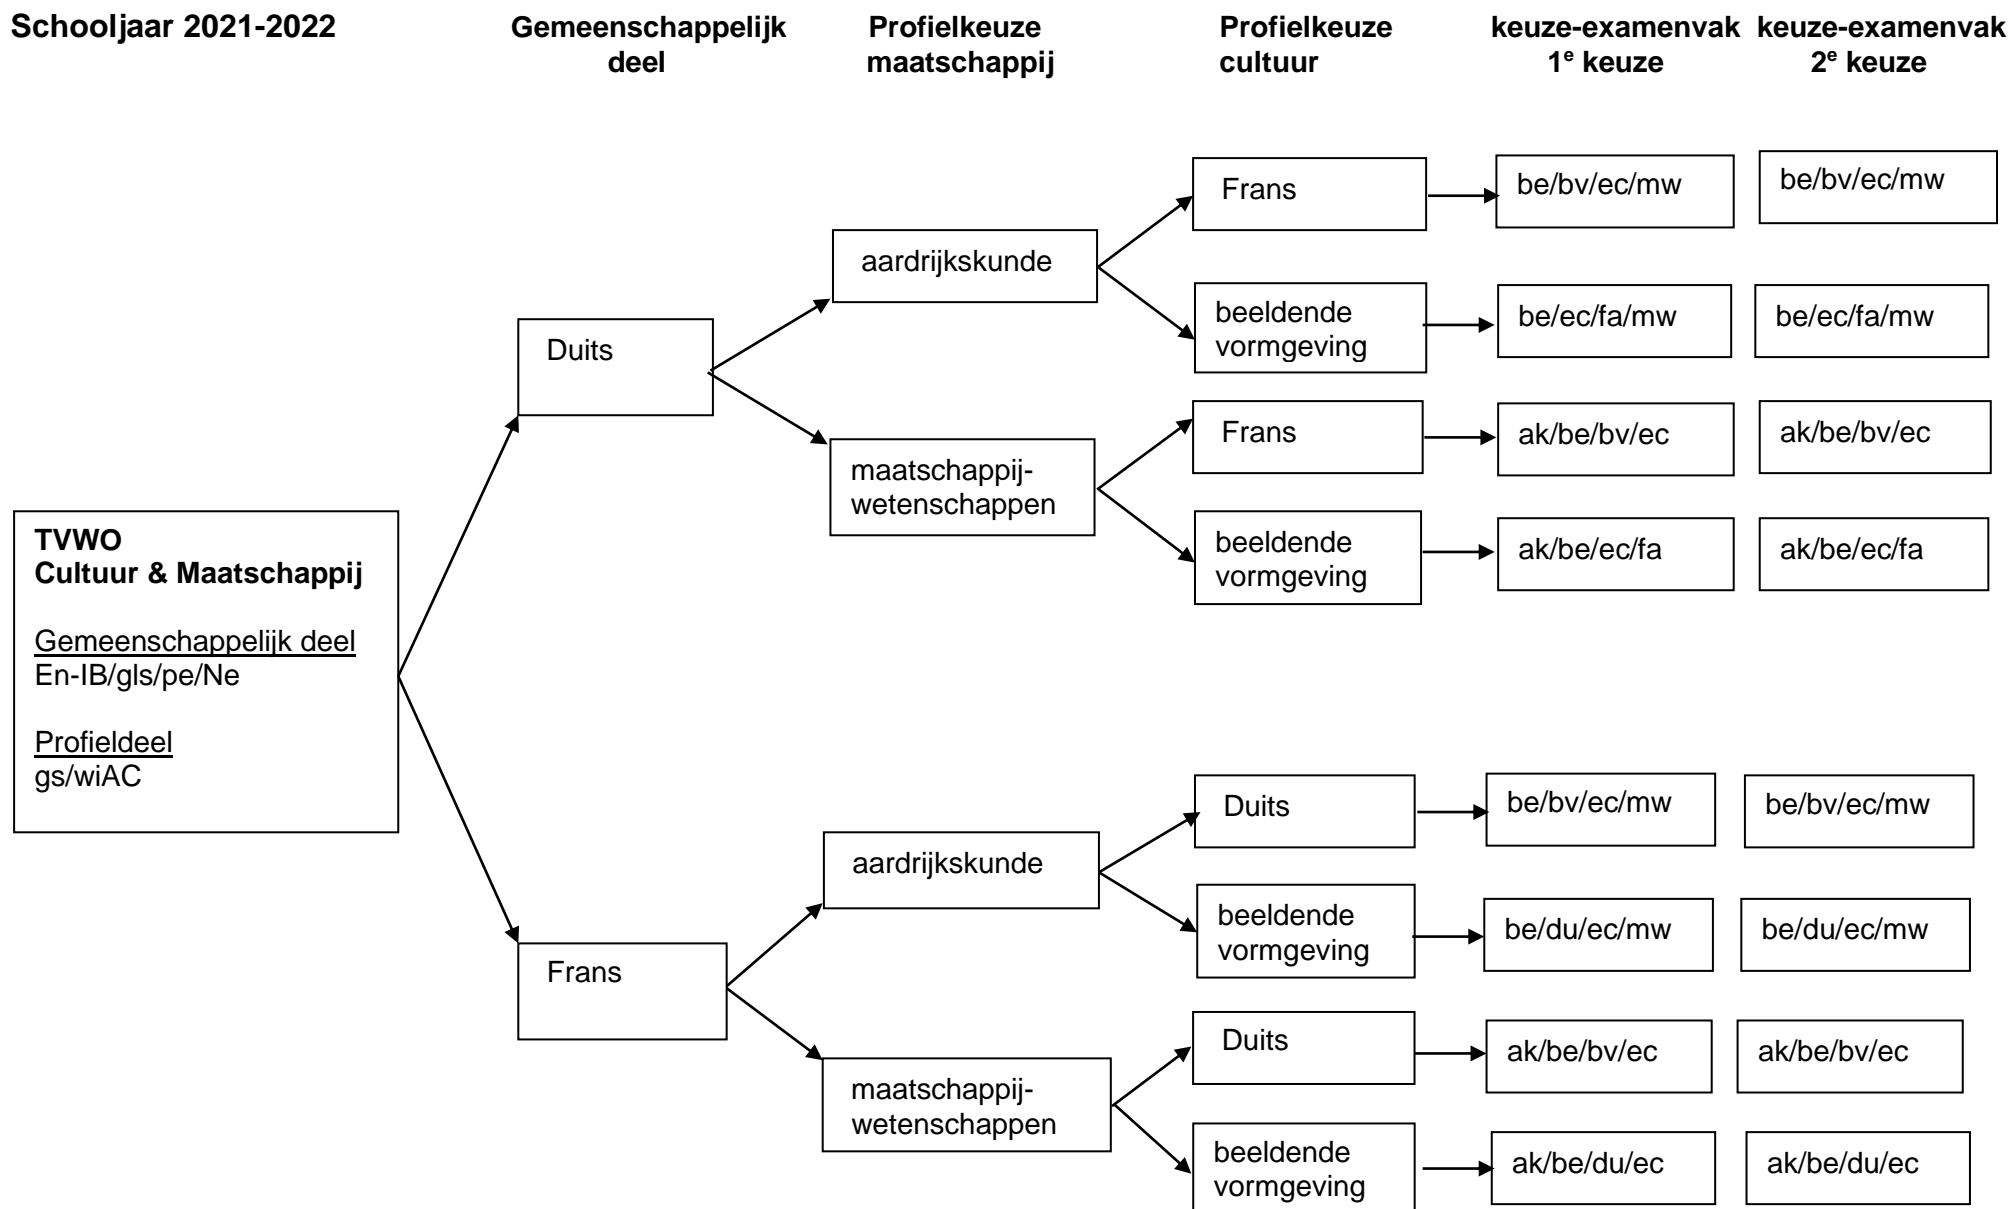 Schooljaar 2021-2022
Gemeenschappelijk
deel
Profielkeuze
maatschappij
Profielkeuze
cultuur
keuze-examenvak
1e keuze
keuze-examenvak
2e keuze
TVWO
Cultuur & Maatschappij
Gemeenschappelijk deel
En-IB/gls/pe/Ne
Profieldeel
gs/wiAC
Duits
aardrijkskunde
Frans
be/bv/ec/mw
be/bv/ec/mw
beeldende
vormgeving
be/ec/fa/mw
be/ec/fa/mw
maatschappij-
wetenschappen
Frans
ak/be/bv/ec
ak/be/bv/ec
beeldende
vormgeving
ak/be/ec/fa
ak/be/ec/fa
Frans
aardrijkskunde
Duits
be/bv/ec/mw
be/bv/ec/mw
beeldende
vormgeving
be/du/ec/mw
be/du/ec/mw
maatschappij-
wetenschappen
Duits
ak/be/bv/ec
ak/be/bv/ec
beeldende
vormgeving
ak/be/du/ec
ak/be/du/ec